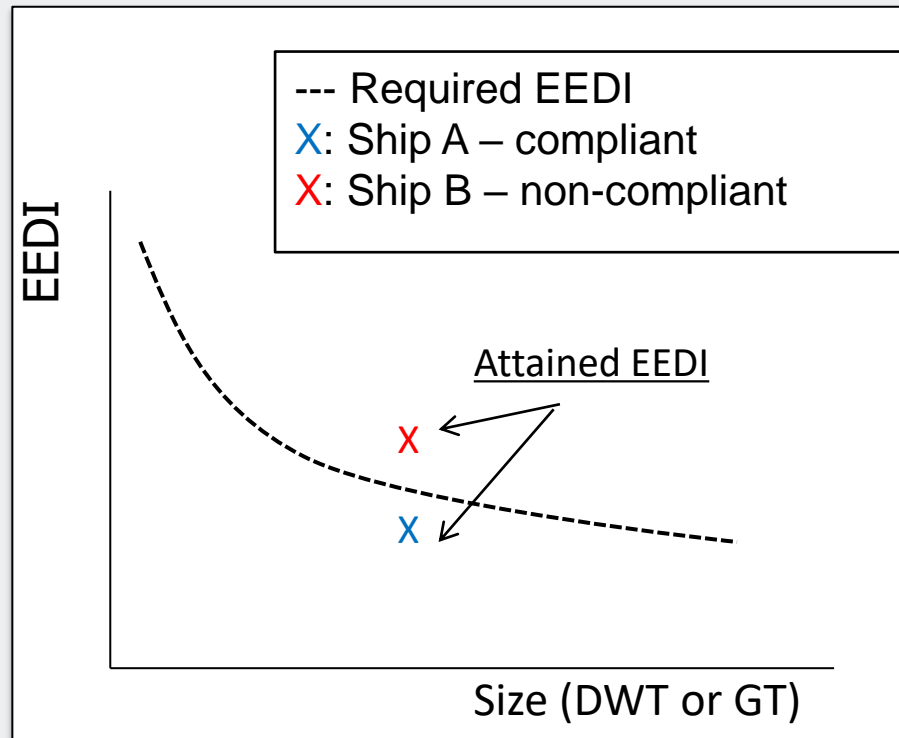 --- Required EEDI
X: Ship A – compliant
X: Ship B – non-compliant
EEDI
Attained EEDI
X
X
Size (DWT or GT)